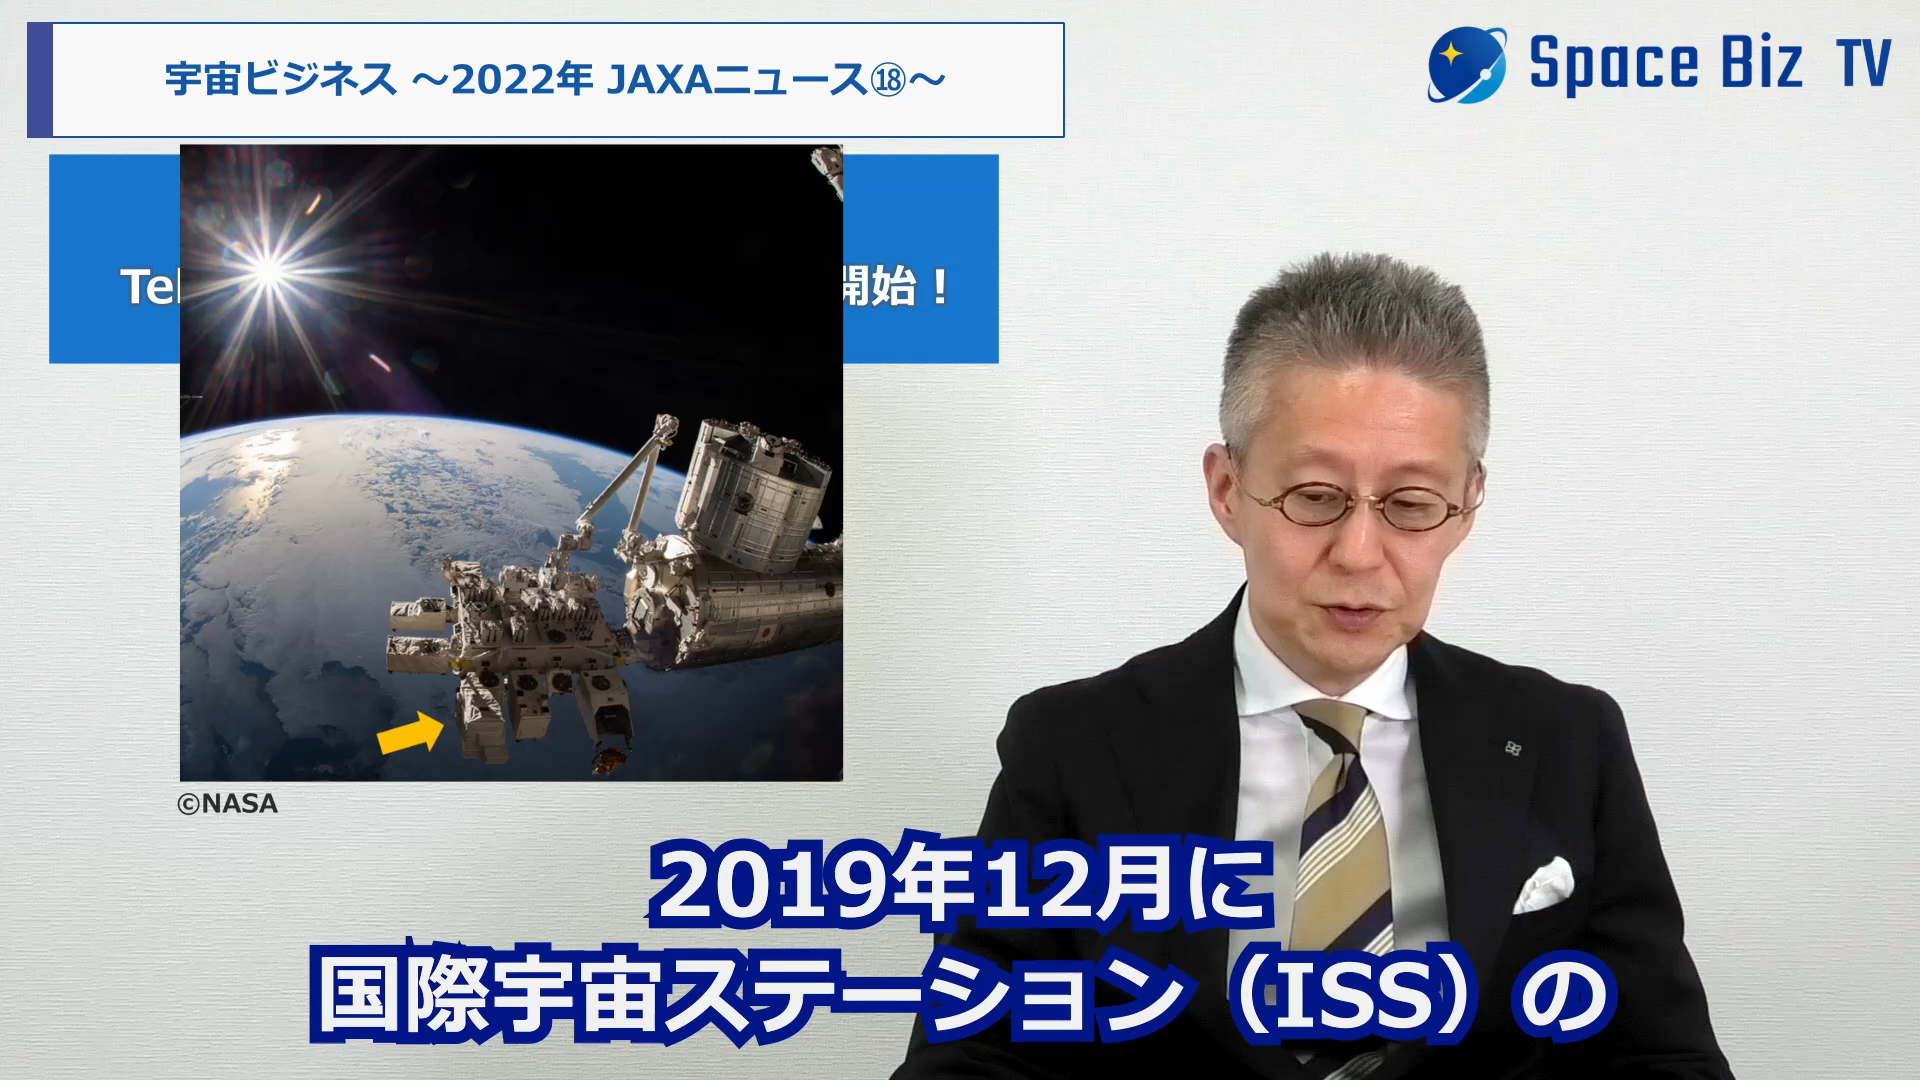 宇宙ビジネス ～2022年 JAXAニュース⑱～
Space Biz TV
開始！
©NASA
2019年12月に
国際宇宙ステーション（ISS）の